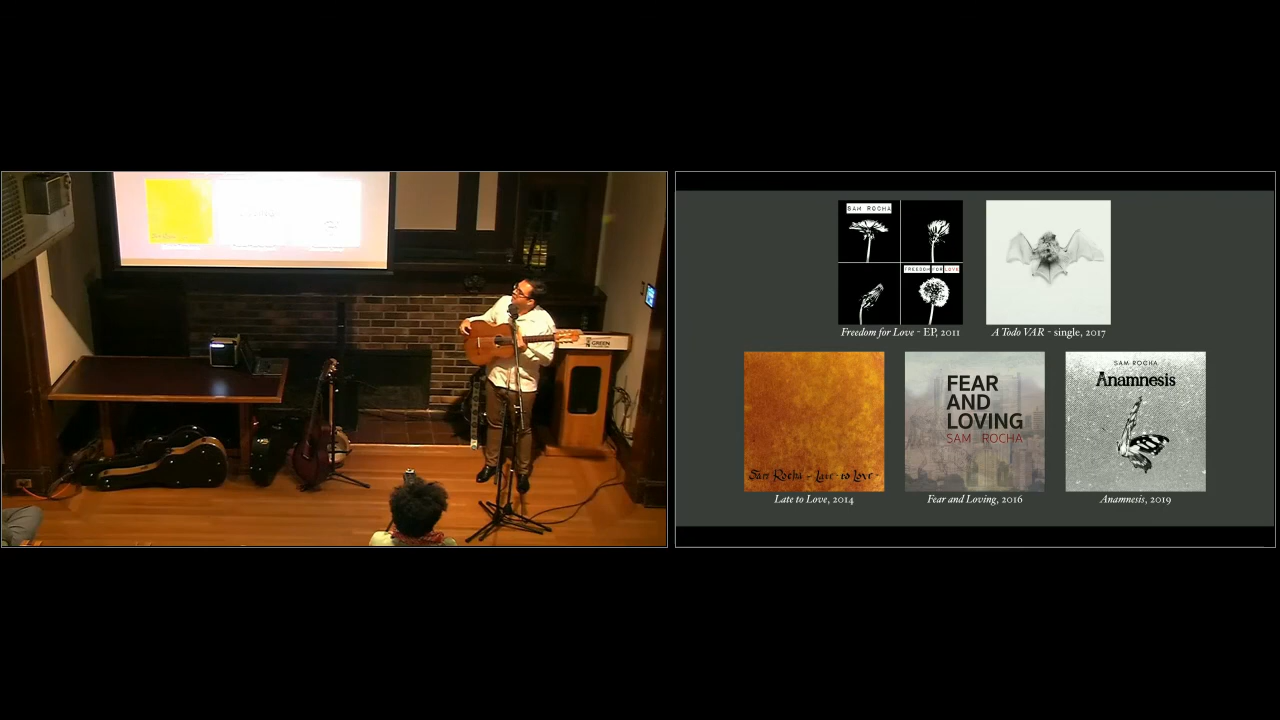 GREEN
SAM ROCHA
FREEDOM FOR LOVE
Freedom for Love - EP, 2011
A Todo VAR - single, 2017
Sam Rocha - Late to Love -
FEAR
AND
LOVING
SAM ROCHA
SAM ROCHA
Anamnesis
Late to Love, 2014
Fear and Loving, 2016
Anamnesis, 2019